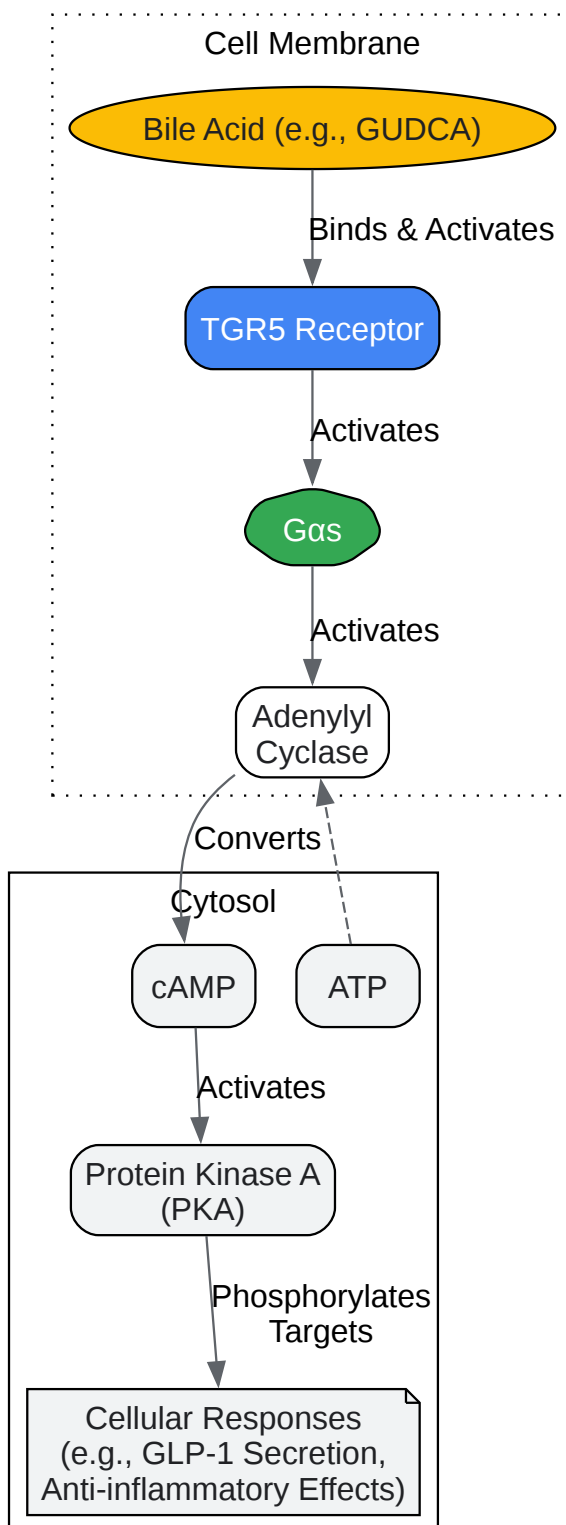 Cell Membrane
Bile Acid (e.g., GUDCA)
Binds & Activates
TGR5 Receptor
Activates
Gαs
Activates
Adenylyl
Cyclase
Converts
Cytosol
cAMP
ATP
Activates
Protein Kinase A
(PKA)
Phosphorylates
Targets
Cellular Responses
(e.g., GLP-1 Secretion,
Anti-inflammatory Effects)